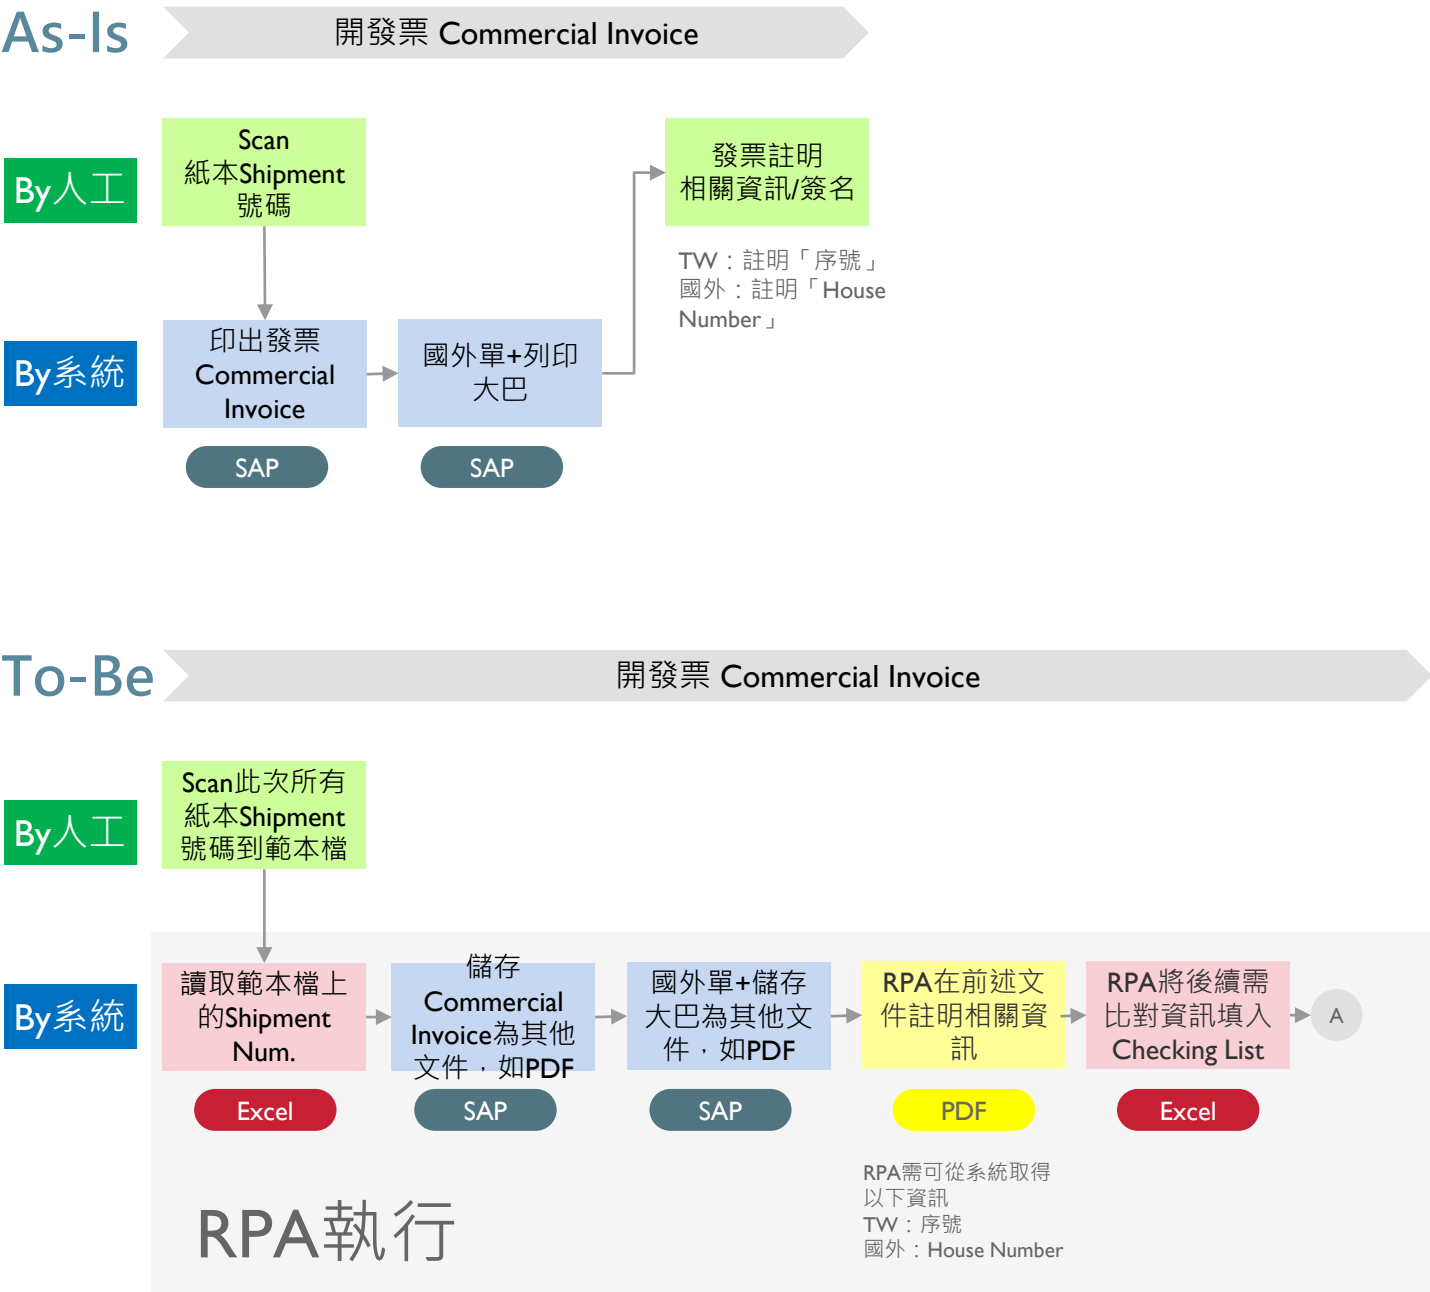 As-Is
開發票 Commercial Invoice
By人工
Scan
紙本Shipment
號碼
發票註明
相關資訊/簽名
TW：註明「序號」
國外：註明「House
Number」
By系統
印出發票
Commercial
Invoice
國外單+列印
大巴
SAP
SAP
To-Be
開發票 Commercial Invoice
By人工
Scan此次所有
紙本Shipment
號碼到範本檔
By系統
讀取範本檔上
的Shipment
Num.
儲存
Commercial
Invoice為其他
文件，如PDF
國外單+儲存
大巴為其他文
件，如PDF
RPA在前述文
件註明相關資
訊
RPA將後續需
比對資訊填入
Checking List
A
Excel
SAP
SAP
PDF
Excel
RPA需可從系統取得
以下資訊
TW：序號
國外：House Number
RPA執行